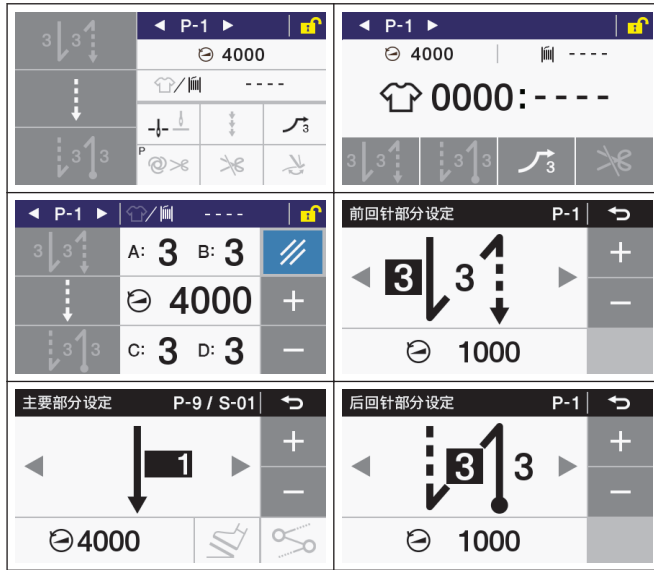 P-1
3 3
4000
- - - -
3
3 3
P
P-1
4000 - - - -
0000:- - - -
3 3 3 3 3
P-1 - - - -
3 3 A: 3 B: 3
4000 +
3 3 C: 3 D: 3 −
前回针部分设定 P-1
3 3 +
−
1000
主要部分设定 P-9 / S-01
1 +
−
4000
后回针部分设定 P-1
3 3 +
−
1000